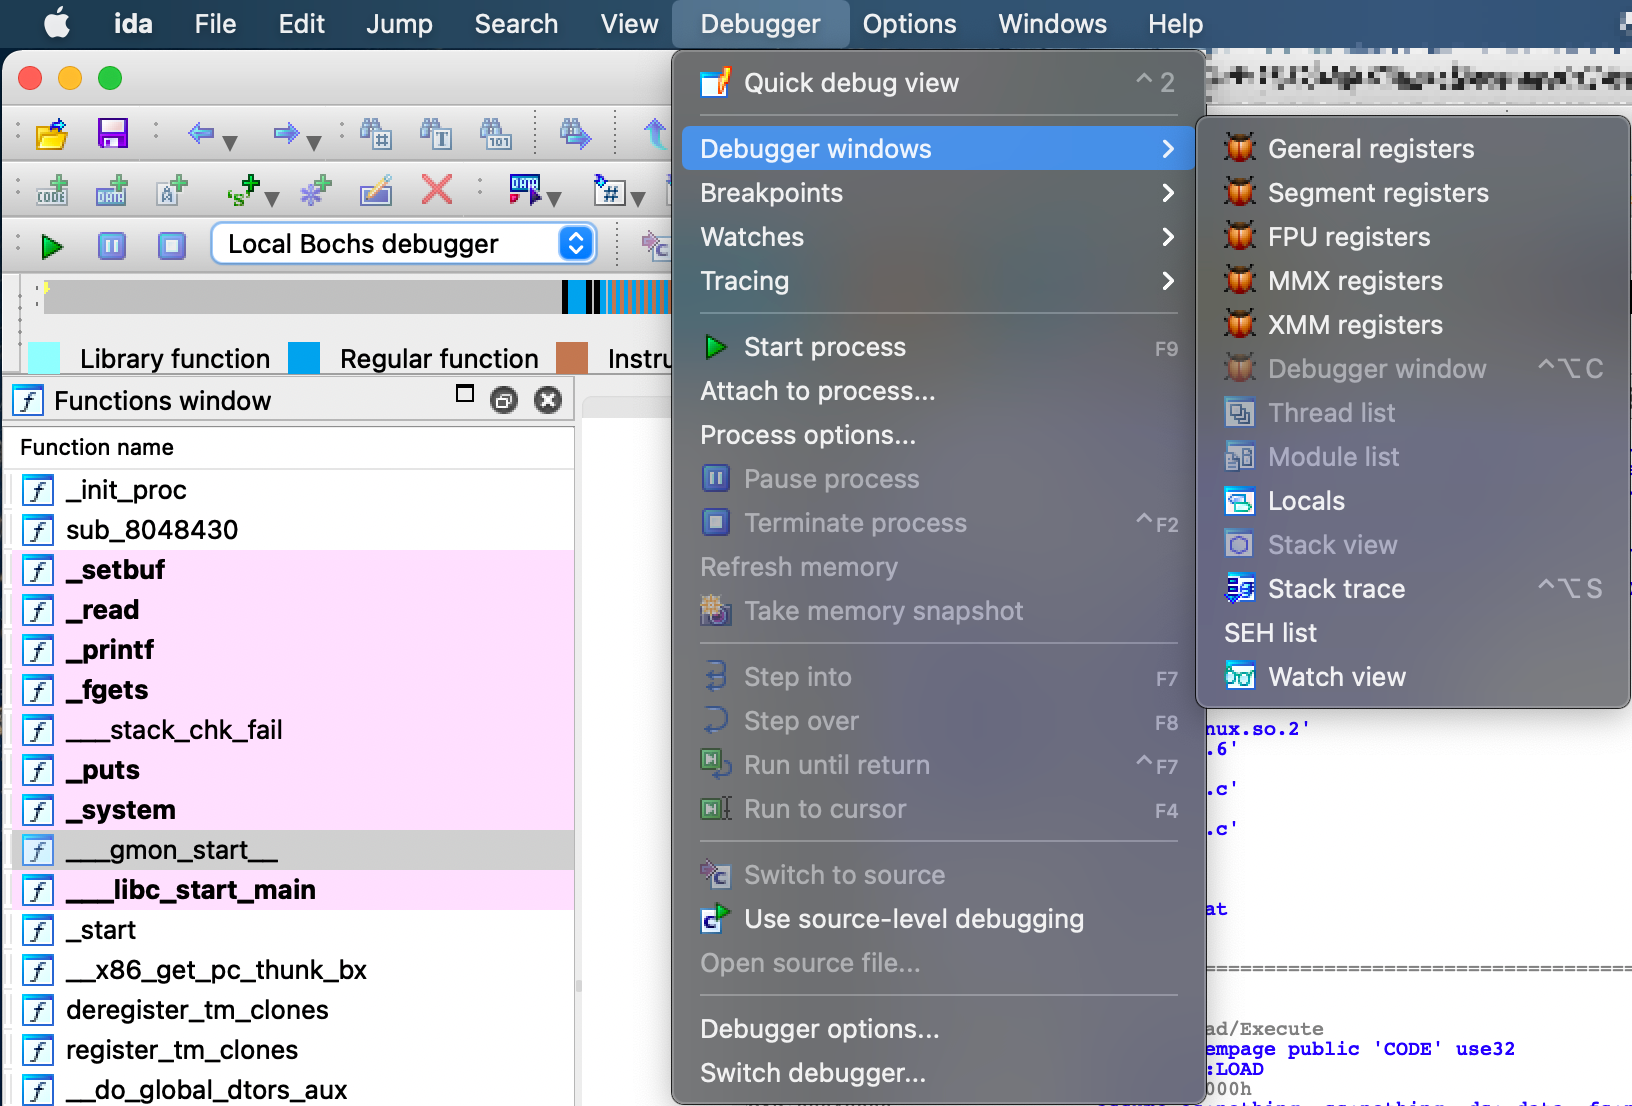 ida File Edit Jump Search View Debugger Options Windows Help
Quick debug view ^ 2
Debugger windows
Breakpoints
Watches
Tracing
Start process F9
Attach to process...
Process options...
Pause process
Terminate process ^F2
Refresh memory
Take memory snapshot
Step into F7
Step over F8
Run until return ^F7
Run to cursor F4
Switch to source
Use source-level debugging
Open source file...
Debugger options...
Switch debugger...
General registers
Segment registers
FPU registers
MMX registers
XMM registers
Debugger window ^⌥C
Thread list
Module list
Locals
Stack view
Stack trace ^⌥S
SEH list
Watch view
Local Bochs debugger
Library function Regular function Instru
Functions window
Function name
_init_proc
sub_8048430
_setbuf
_read
_printf
_fgets
___stack_chk_fail
_puts
_system
___gmon_start__
___libc_start_main
_start
__x86_get_pc_thunk_bx
deregister_tm_clones
register_tm_clones
__do_global_dtors_aux
nux.so.2'
.6'
.c'
.c'
at
ad/Execute
empage public 'CODE' use32
:LOAD
000h